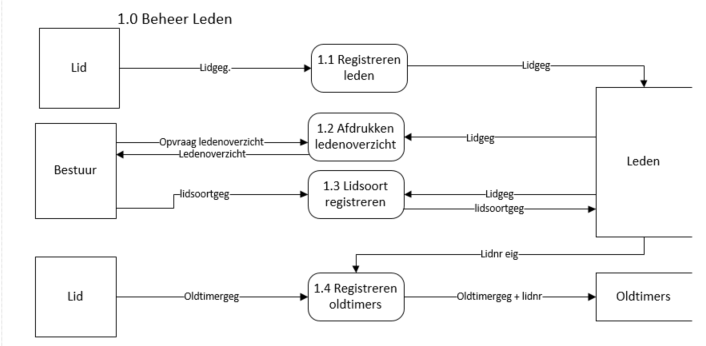 1.0 Beheer Leden
Lid
Lidgeg.
1.1 Registreren
leden
Lidgeg
Bestuur
Opvraag ledenoverzicht
Ledenoverzicht
1.2 Afdrukken
ledenoverzicht
Lidgeg
Leden
lidsoortgeg
1.3 Lidsoort
registreren
Lidgeg
lidsoortgeg
Lidnr eig
Lid
Oldtimergeg
1.4 Registreren
oldtimers
Oldtimergeg + lidnr
Oldtimers